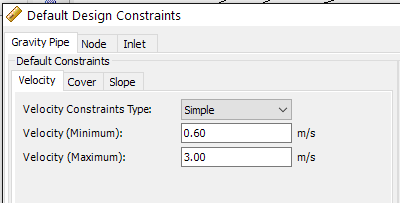 Default Design Constraints
Gravity Pipe Node Inlet
Default Constraints
Velocity Cover Slope
Velocity Constraints Type: Simple
Velocity (Minimum): 0.60 m/s
Velocity (Maximum): 3.00 m/s